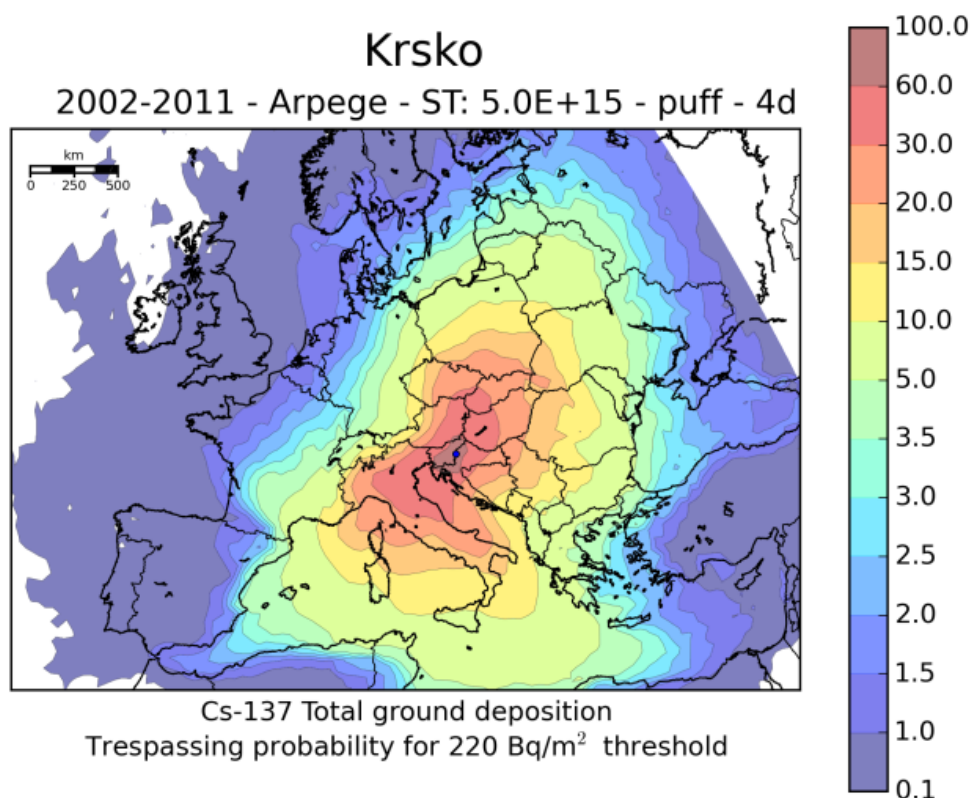 Krsko
2002-2011 - Arpege - ST: 5.0E+15 - puff - 4d
km
0 250 500
100.0
60.0
30.0
20.0
15.0
10.0
5.0
3.5
3.0
2.5
2.0
1.5
1.0
0.1
Cs-137 Total ground deposition
Trespassing probability for 220 Bq/m² threshold